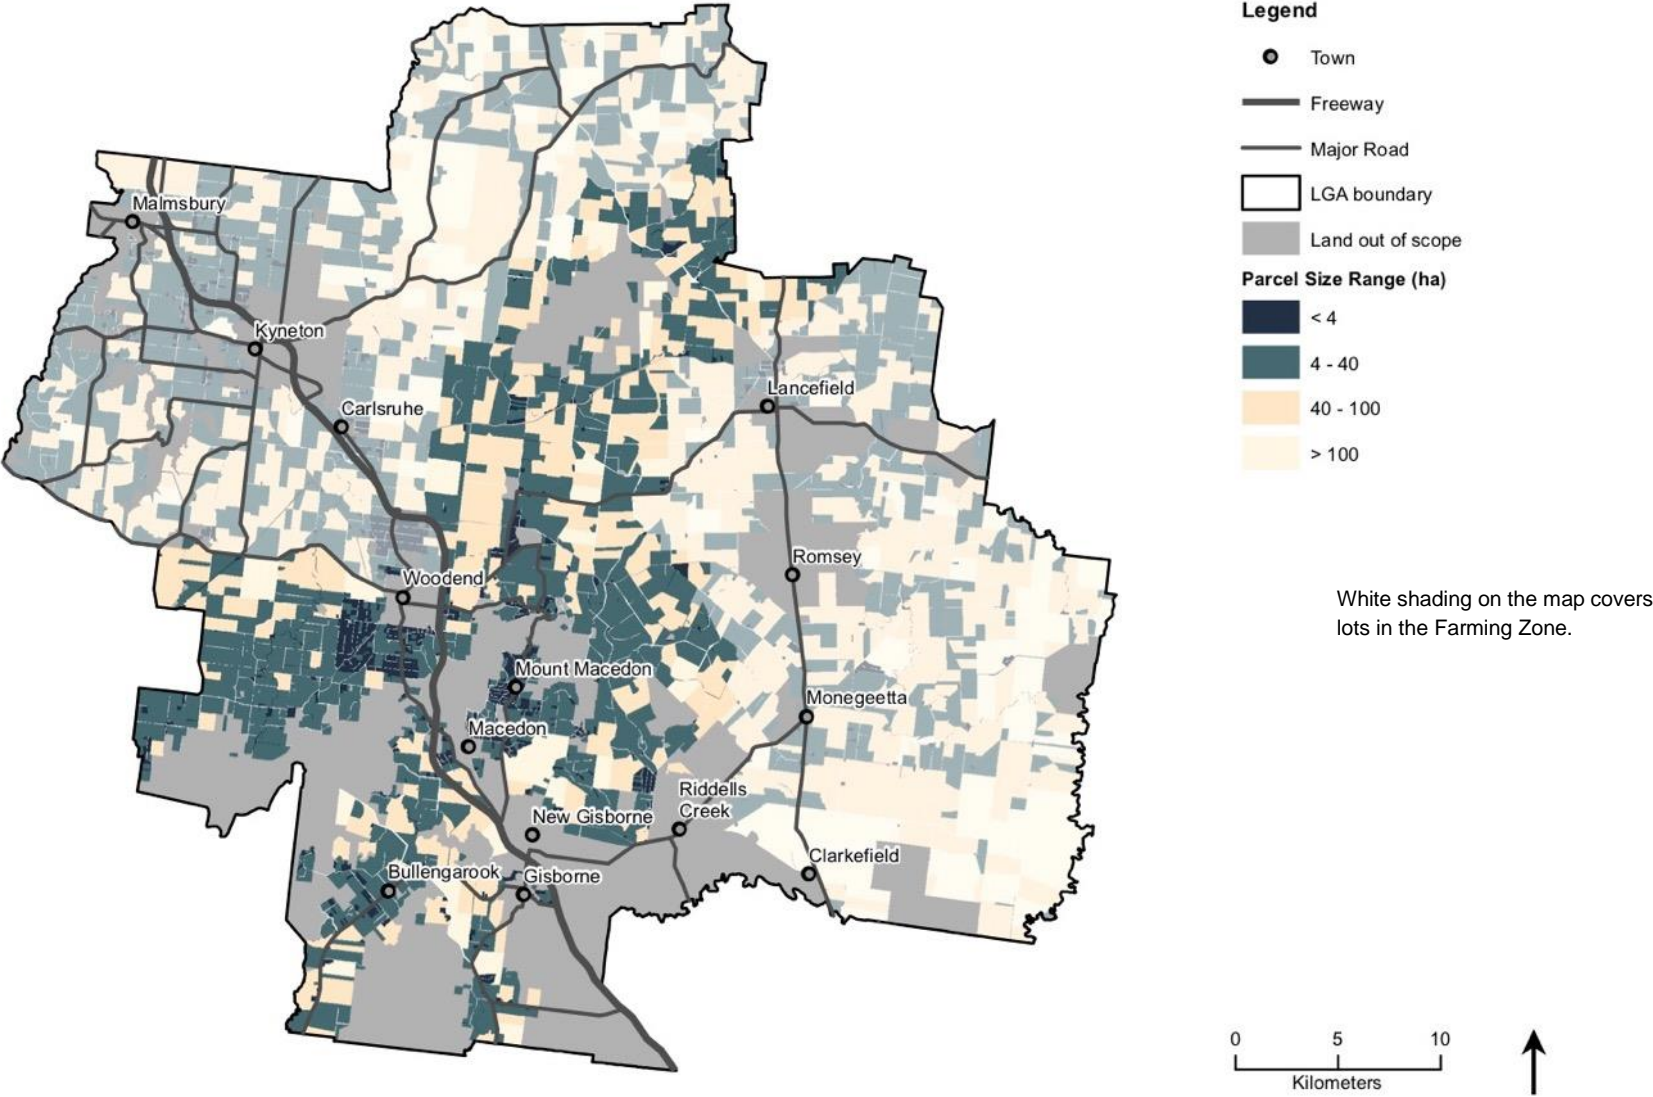 Legend
Town
Freeway
Major Road
LGA boundary
Land out of scope
Parcel Size Range (ha)
< 4
4 - 40
40 - 100
> 100
Malmsbury
Kyneton
Carlsruhe
Lancefield
Woodend
Romsey
Mount Macedon
Monegeetta
Macedon
Riddells
Creek
New Gisborne
Clarkefield
Bullengarook
Gisborne
White shading on the map covers
lots in the Farming Zone.
0 5 10
Kilometers